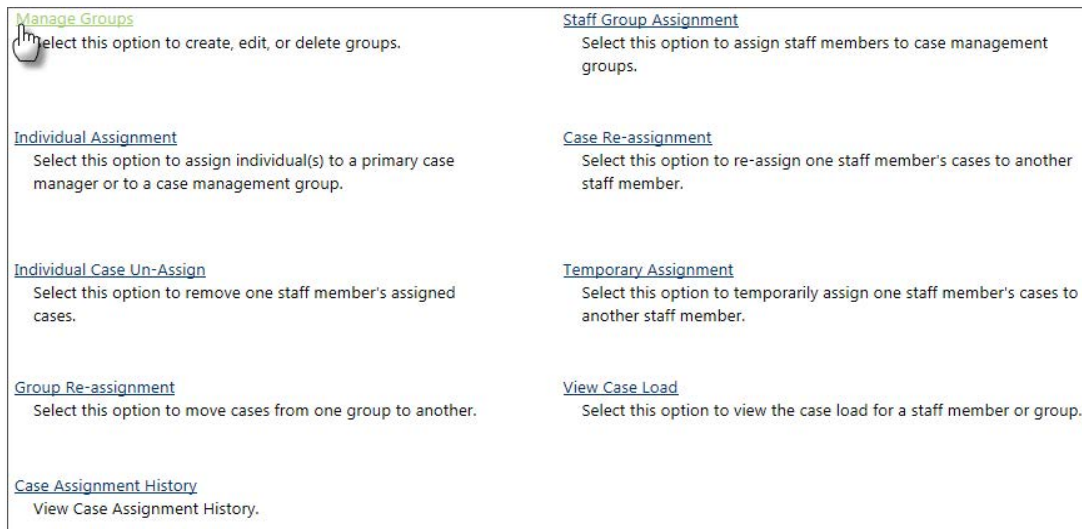 Manage Groups
Select this option to create, edit, or delete groups.
Staff Group Assignment
Select this option to assign staff members to case management
groups.
Individual Assignment
Select this option to assign individual(s) to a primary case
manager or to a case management group.
Case Re-assignment
Select this option to re-assign one staff member's cases to another
staff member.
Individual Case Un-Assign
Select this option to remove one staff member's assigned
cases.
Temporary Assignment
Select this option to temporarily assign one staff member's cases to
another staff member.
Group Re-assignment
Select this option to move cases from one group to another.
View Case Load
Select this option to view the case load for a staff member or group.
Case Assignment History
View Case Assignment History.